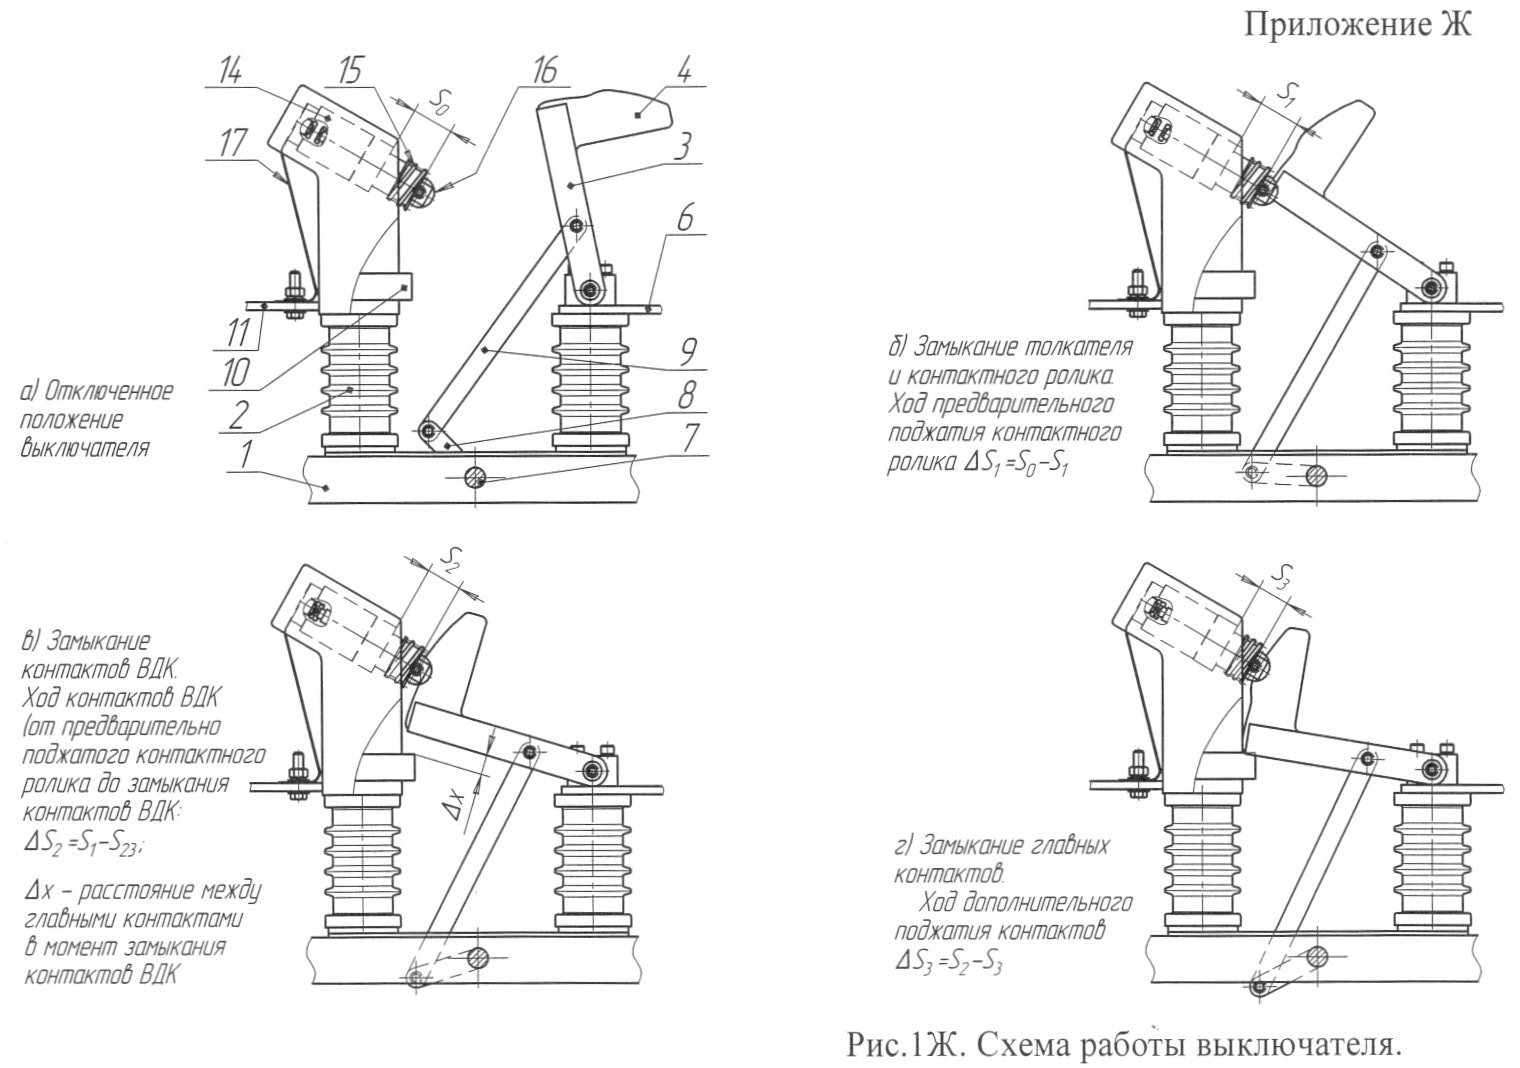 Приложение Ж
14
15
S0
16
4
17
3
6
11
10
9
2
8
1
7
а) Отключенное
положение
выключателя
S1
б) Замыкание толкателя
и контактного ролика.
Ход предварительного
поджатия контактного
ролика ΔS1=S0-S1
S2
в) Замыкание
контактов ВДК.
Ход контактов ВДК
(от предварительно
поджатого контактного
ролика до замыкания
контактов ВДК:
ΔS2=S1-S23;
Δх - расстояние между
главными контактами
в момент замыкания
контактов ВДК
Δх
S3
г) Замыкание главных
контактов.
Ход дополнительного
поджатия контактов
ΔS3=S2-S3
Рис.1Ж. Схема работы выключателя.